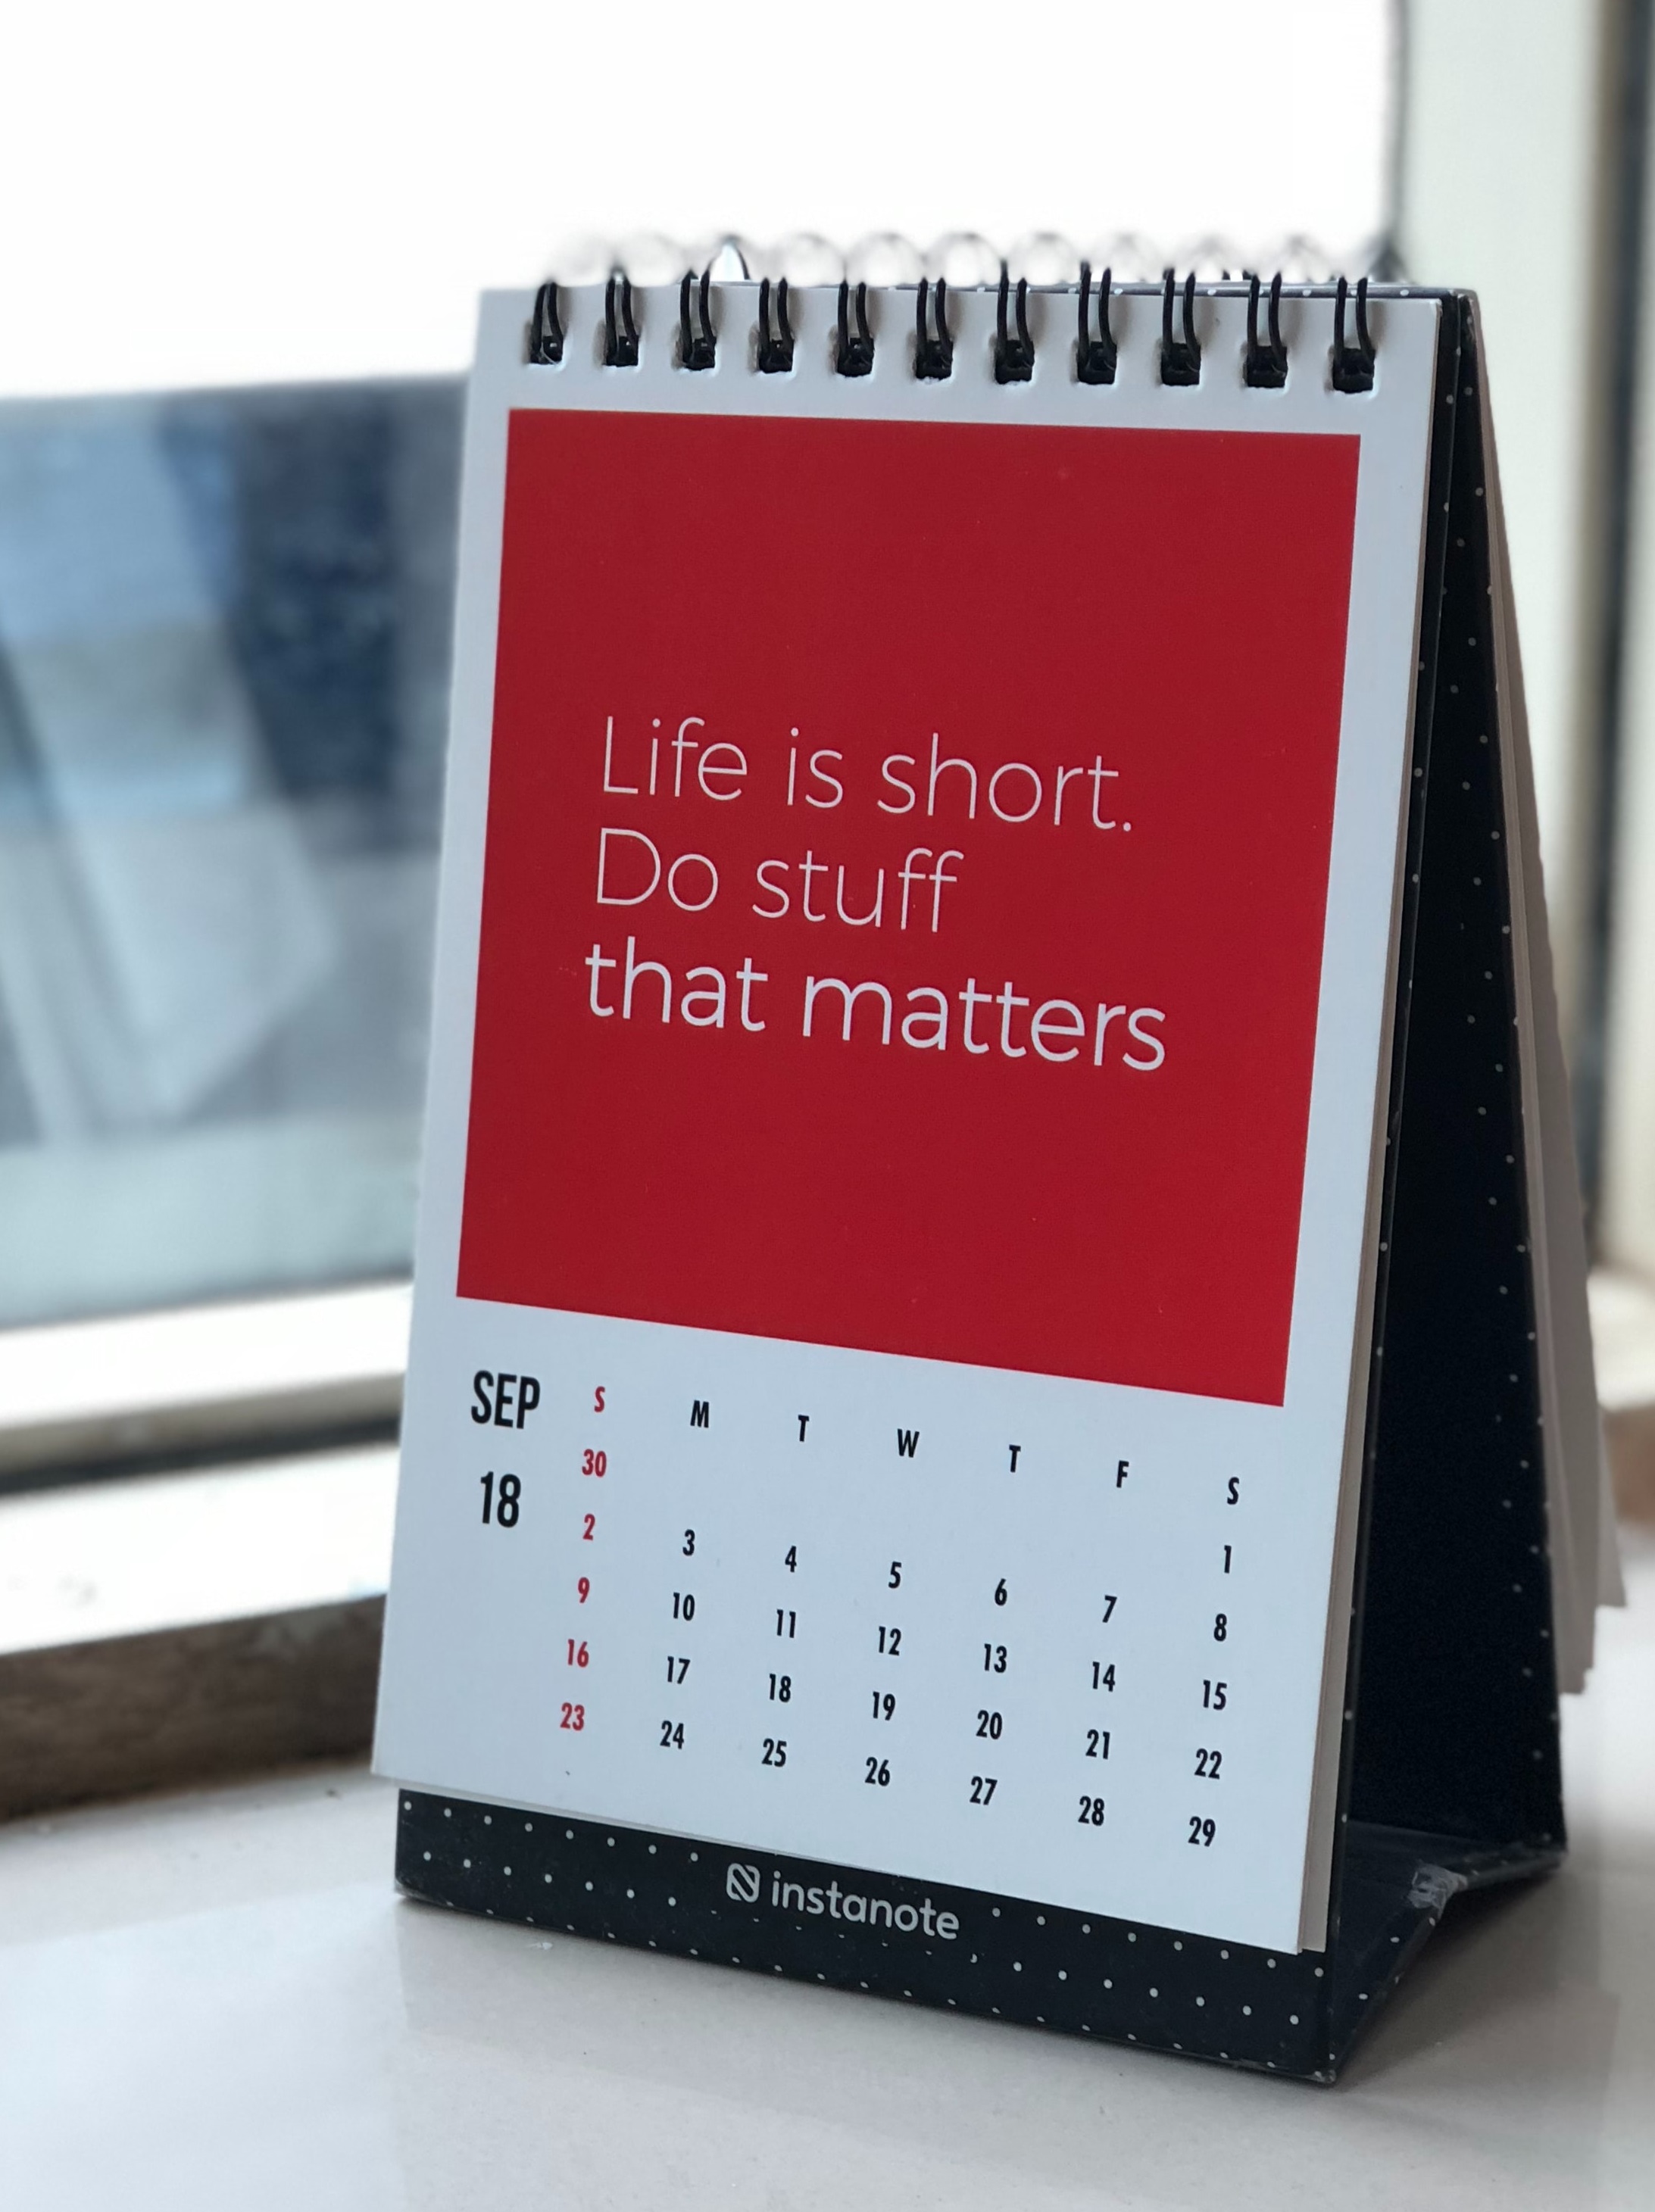 Life is short.
Do stuff
that matters
SEP
18
S M T W T F S
30 1
2 3 4 5 6 7 8
9 10 11 12 13 14 15
16 17 18 19 20 21 22
23 24 25 26 27 28 29
instanote